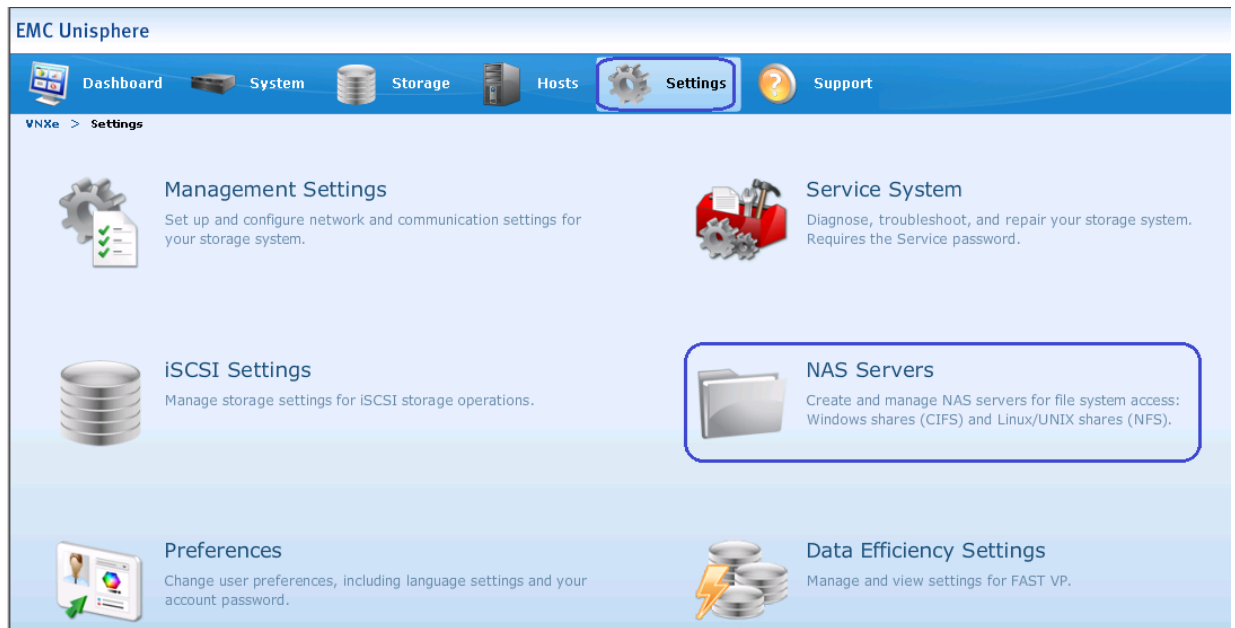 EMC Unisphere
Dashboard System Storage Hosts Settings Support
VNXe > Settings
Management Settings
Set up and configure network and communication settings for
your storage system.
Service System
Diagnose, troubleshoot, and repair your storage system.
Requires the Service password.
iSCSI Settings
Manage storage settings for iSCSI storage operations.
NAS Servers
Create and manage NAS servers for file system access:
Windows shares (CIFS) and Linux/UNIX shares (NFS).
Preferences
Change user preferences, including language settings and your
account password.
Data Efficiency Settings
Manage and view settings for FAST VP.